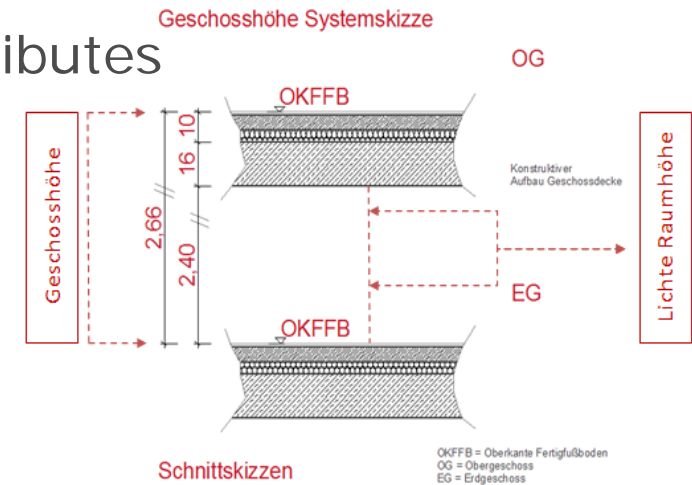 Geschosshöhe Systemskizze
ibutes
OG
OKFFB
Geschosshöhe
2,66
10
16
2,40
Konstruktiver
Aufbau Geschossdecke
Lichte Raumhöhe
EG
OKFFB
Schnittskizzen
OKFFB = Oberkante Fertigfußboden
OG = Obergeschoss
EG = Erdgeschoss